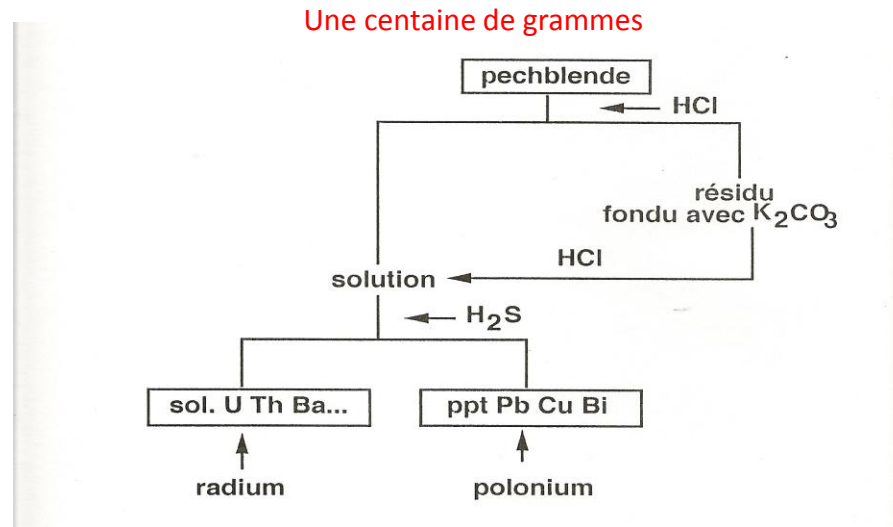 Une centaine de grammes
pechblende
HCl
résidu
fondu avec K₂CO₃
HCl
solution
H₂S
sol. U Th Ba...
ppt Pb Cu Bi
radium
polonium